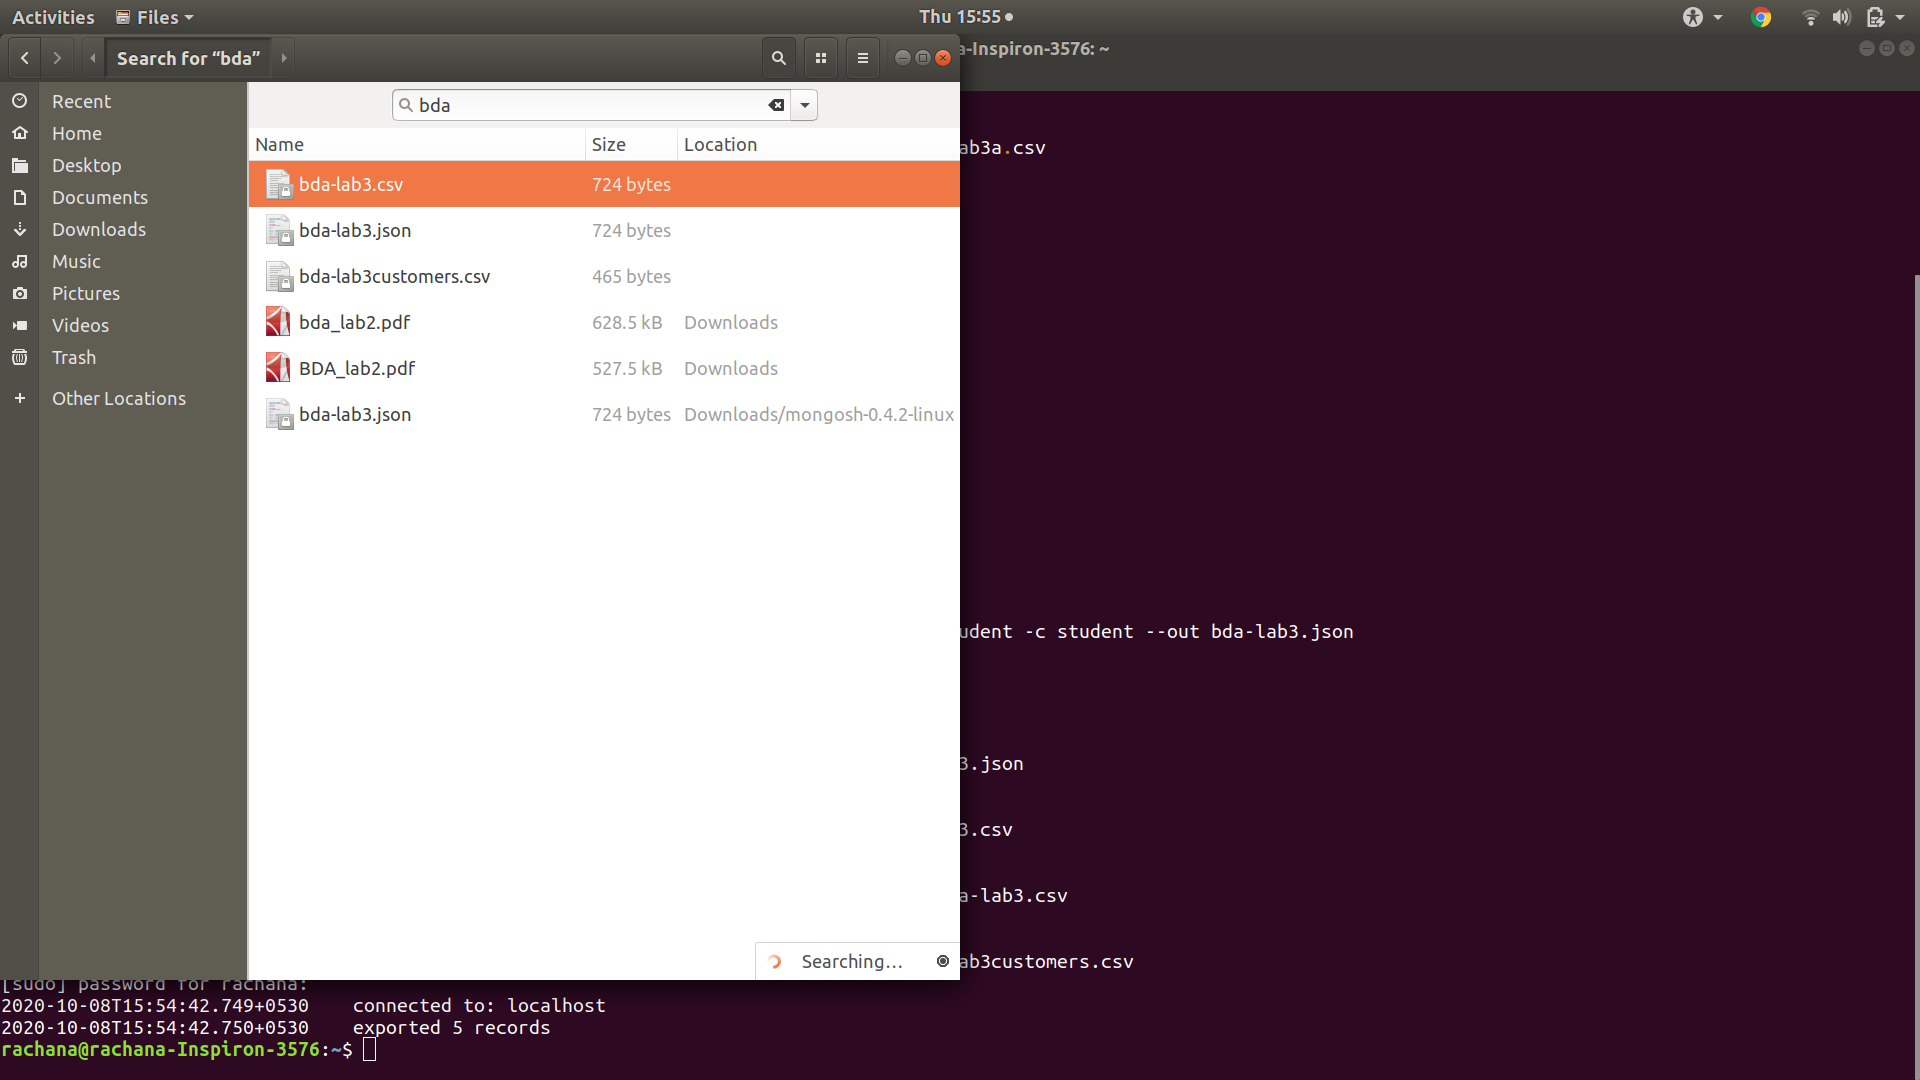 Activities Files Thu 15:55
Search for “bda”
a-Inspiron-3576: ~
Recent
Home
Desktop
Documents
Downloads
Music
Pictures
Videos
Trash
Other Locations
bda
Name Size Location
bda-lab3.csv 724 bytes
bda-lab3.json 724 bytes
bda-lab3customers.csv 465 bytes
bda_lab2.pdf 628.5 kB Downloads
BDA_lab2.pdf 527.5 kB Downloads
bda-lab3.json 724 bytes Downloads/mongosh-0.4.2-linux
Searching…
ab3a.csv
udent -c student --out bda-lab3.json
3.json
3.csv
a-lab3.csv
ab3customers.csv
[sudo] password for rachana:
2020-10-08T15:54:42.749+0530 connected to: localhost
2020-10-08T15:54:42.750+0530 exported 5 records
rachana@rachana-Inspiron-3576:~$